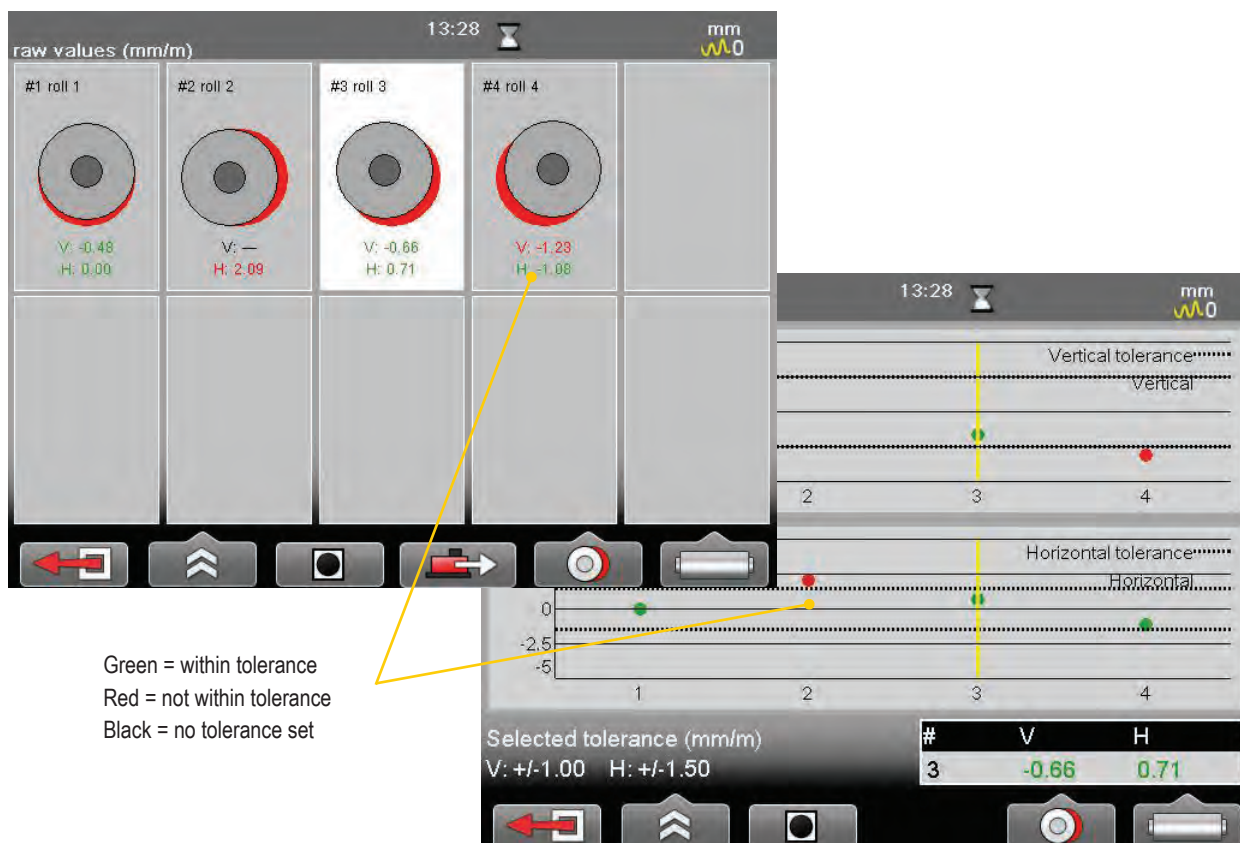 13:28
mm
raw values (mm/m)
0
#1 roll 1
#2 roll 2
#3 roll 3
#4 roll 4
V: -0.48
V: —
V: -0.66
V: -1.23
H: 0.00
H: 2.09
H: 0.71
H: -1.08
13:28
mm
0
Vertical tolerance
Vertical
2
3
4
Horizontal tolerance
Horizontal
0
-2.5
-5
1
2
3
4
Green = within tolerance
Red = not within tolerance
Black = no tolerance set
Selected tolerance (mm/m)
V: +/-1.00 H: +/-1.50
# V H
3 -0.66 0.71